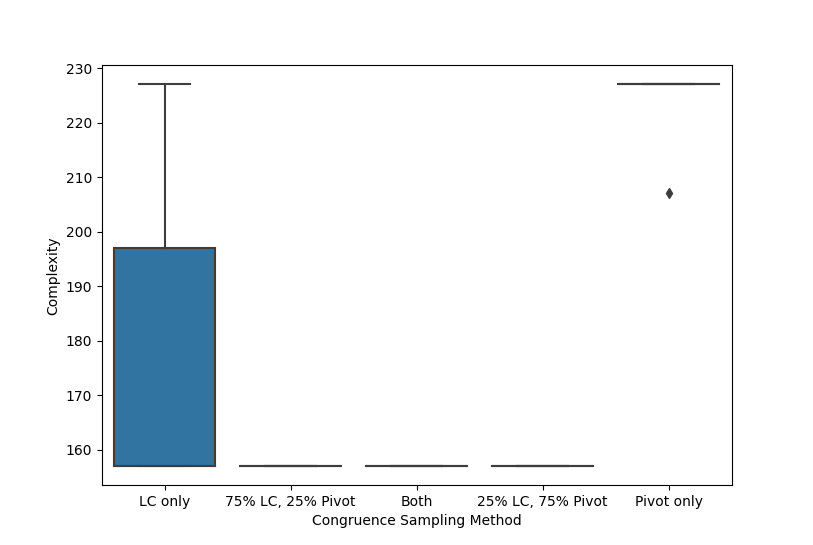 230
220
210
200
190
180
170
160
Complexity
LC only
75% LC, 25% Pivot
Both
25% LC, 75% Pivot
Pivot only
Congruence Sampling Method